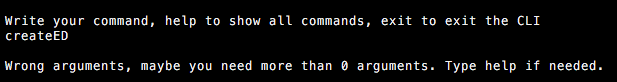 Write your command, help to show all commands, exit to exit the CLI
createED
Wrong arguments, maybe you need more than 0 arguments. Type help if needed.